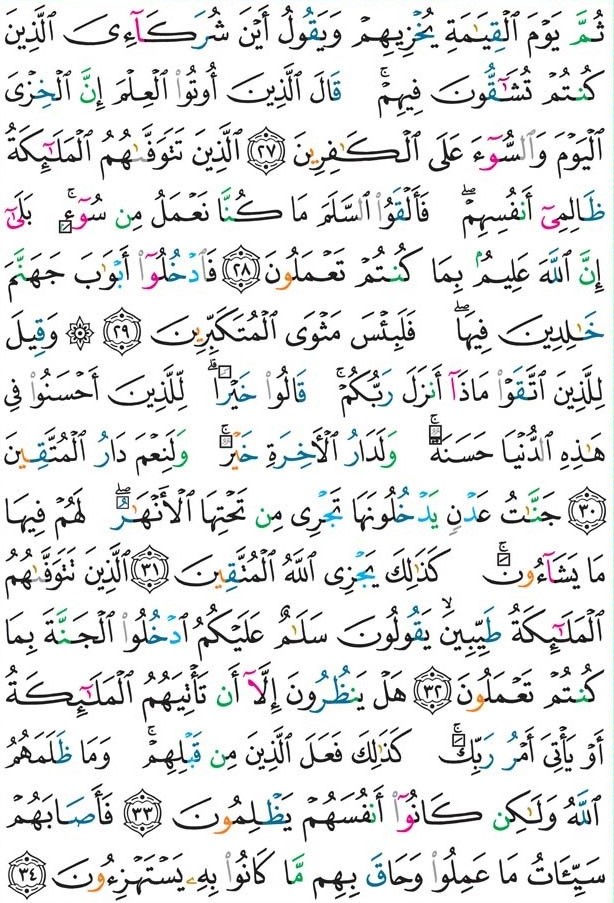 ثُمَّ يَوْمَ ٱلْقِيَٰمَةِ يُخْزِيهِمْ وَيَقُولُ أَيْنَ شُرَكَآءِىَ ٱلَّذِينَ
كُنتُمْ تُشَٰٓقُّونَ فِيهِمْ ۚ قَالَ ٱلَّذِينَ أُوتُوا۟ ٱلْعِلْمَ إِنَّ ٱلْخِزْىَ
ٱلْيَوْمَ وَٱلسُّوٓءَ عَلَى ٱلْكَٰفِرِينَ ٢٧ ٱلَّذِينَ تَتَوَفَّىٰهُمُ ٱلْمَلَٰٓئِكَةُ
ظَالِمِىٓ أَنفُسِهِمْ ۖ فَأَلْقَوُا۟ ٱلسَّلَمَ مَا كُنَّا نَعْمَلُ مِن سُوٓءٍۭ ۚ بَلَىٰٓ
إِنَّ ٱللَّهَ عَلِيمٌۢ بِمَا كُنتُمْ تَعْمَلُونَ ٢٨ فَٱدْخُلُوٓا۟ أَبْوَٰبَ جَهَنَّمَ
خَٰلِدِينَ فِيهَا ۖ فَلَبِئْسَ مَثْوَى ٱلْمُتَكَبِّرِينَ ٢٩ ۞ وَقِيلَ
لِلَّذِينَ ٱتَّقَوْا۟ مَاذَآ أَنزَلَ رَبُّكُمْ ۚ قَالُوا۟ خَيْرًا ۗ لِّلَّذِينَ أَحْسَنُوا۟ فِى
هَٰذِهِ ٱلدُّنْيَا حَسَنَةٌ ۚ وَلَدَارُ ٱلْءَاخِرَةِ خَيْرٌ ۚ وَلَنِعْمَ دَارُ ٱلْمُتَّقِينَ
٣٠ جَنَّٰتُ عَدْنٍ يَدْخُلُونَهَا تَجْرِى مِن تَحْتِهَا ٱلْأَنْهَٰرُ ۖ لَهُمْ فِيهَا
مَا يَشَآءُونَ ۚ كَذَٰلِكَ يَجْزِى ٱللَّهُ ٱلْمُتَّقِينَ ٣١ ٱلَّذِينَ تَتَوَفَّىٰهُمُ
ٱلْمَلَٰٓئِكَةُ طَيِّبِينَ ۙ يَقُولُونَ سَلَٰمٌ عَلَيْكُمُ ٱدْخُلُوا۟ ٱلْجَنَّةَ بِمَا
كُنتُمْ تَعْمَلُونَ ٣٢ هَلْ يَنظُرُونَ إِلَّآ أَن تَأْتِيَهُمُ ٱلْمَلَٰٓئِكَةُ
أَوْ يَأْتِىَ أَمْرُ رَبِّكَ ۚ كَذَٰلِكَ فَعَلَ ٱلَّذِينَ مِن قَبْلِهِمْ ۚ وَمَا ظَلَمَهُمُ
ٱللَّهُ وَلَٰكِن كَانُوٓا۟ أَنفُسَهُمْ يَظْلِمُونَ ٣٣ فَأَصَابَهُمْ
سَيِّـَٔاتُ مَا عَمِلُوا۟ وَحَاقَ بِهِم مَّا كَانُوا۟ بِهِۦ يَسْتَهْزِءُونَ ٣٤